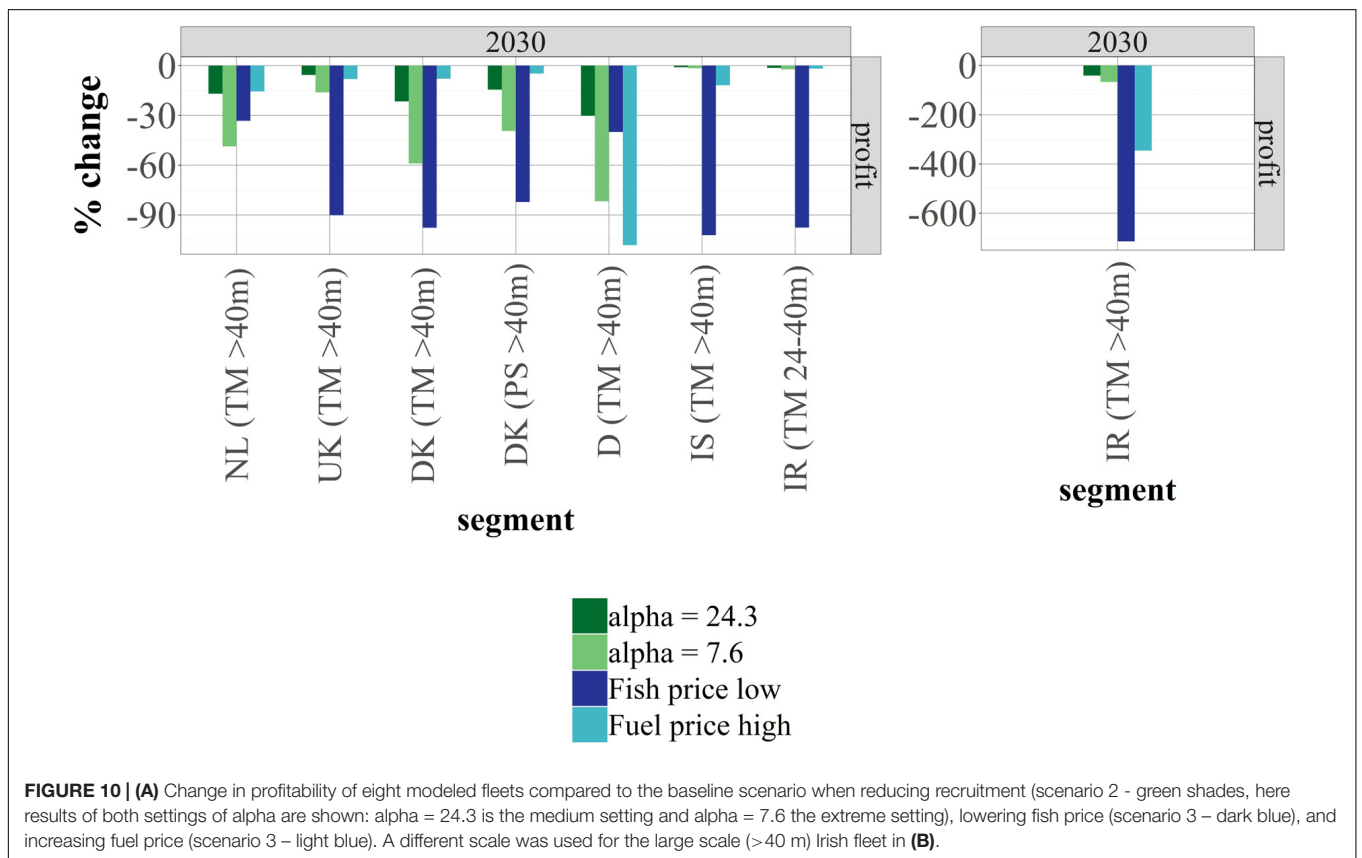 2030
% change
0
-30
-60
-90
profit
NL (TM >40m)
UK (TM >40m)
DK (TM >40m)
DK (PS >40m)
D (TM >40m)
IS (TM >40m)
IR (TM 24-40m)
segment
2030
0
-200
-400
-600
profit
IR (TM >40m)
segment
alpha = 24.3
alpha = 7.6
Fish price low
Fuel price high
FIGURE 10 | (A) Change in profitability of eight modeled fleets compared to the baseline scenario when reducing recruitment (scenario 2 - green shades, here
results of both settings of alpha are shown: alpha = 24.3 is the medium setting and alpha = 7.6 the extreme setting), lowering fish price (scenario 3 – dark blue), and
increasing fuel price (scenario 3 – light blue). A different scale was used for the large scale (>40 m) Irish fleet in (B).